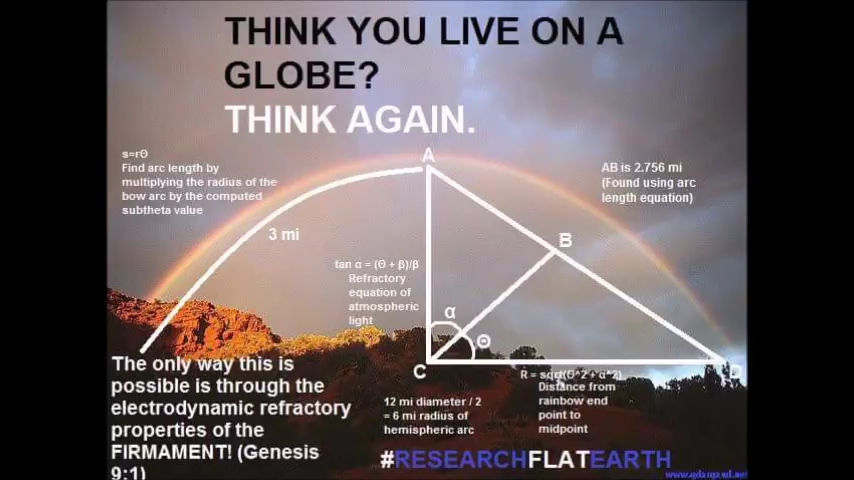 THINK YOU LIVE ON A
GLOBE?
THINK AGAIN.
s=rΘ
Find arc length by
multiplying the radius of the
bow arc by the computed
subtheta value
3 mi
A
AB is 2.756 mi
(Found using arc
length equation)
B
tan α = (Θ + β)/β
Refractory
equation of
atmospheric
light
α
Θ
C
D
R = sqrt(Θ^2 + α^2)
Distance from
rainbow end
point to
midpoint
12 mi diameter / 2
= 6 mi radius of
hemispheric arc
The only way this is
possible is through the
electrodynamic refractory
properties of the
FIRMAMENT! (Genesis
9:1)
#RESEARCHFLATEARTH